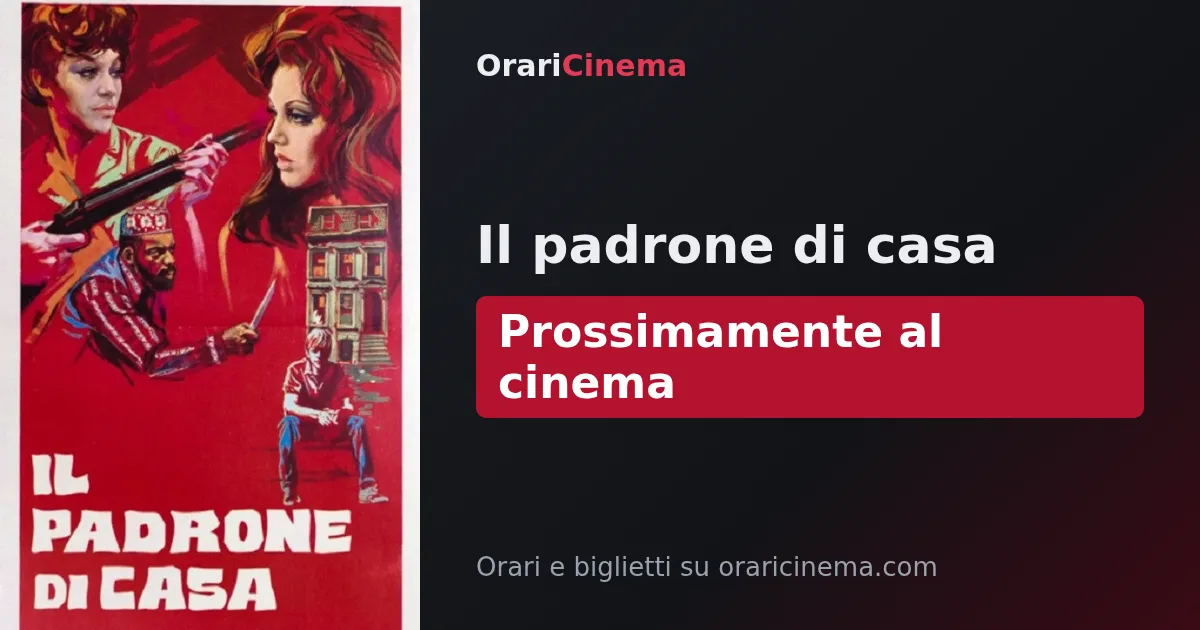 IL
PADRONE
DI CASA
OrariCinema
Il padrone di casa
Prossimamente al
cinema
Orari e biglietti su oraricinema.com